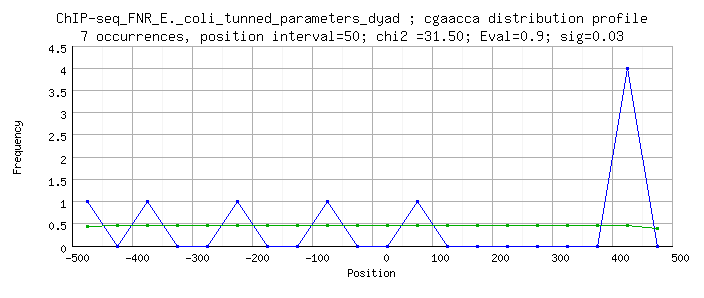 ChIP-seq_FNR_E._coli_tunned_parameters_dyad ; cgaacca distribution profile
7 occurrences, position interval=50; chi2 =31.50; Eval=0.9; sig=0.03
4.5
4
3.5
3
2.5
2
1.5
1
0.5
0
Frequency
-500 -400 -300 -200 -100 0 100 200 300 400 500
Position